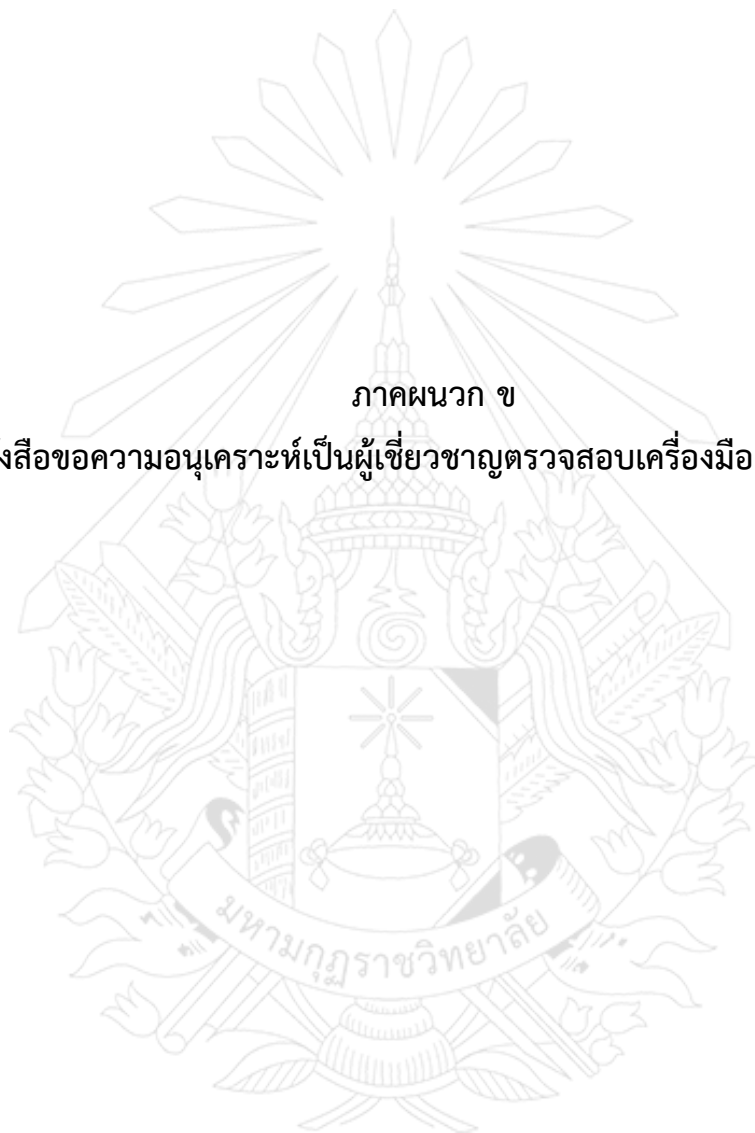 ภาคผนวก ข
งสือขอความอนุเคราะห์เป็นผู้เชี่ยวชาญตรวจสอบเครื่องมือ
มหามกุฏราชวิทยาลัย